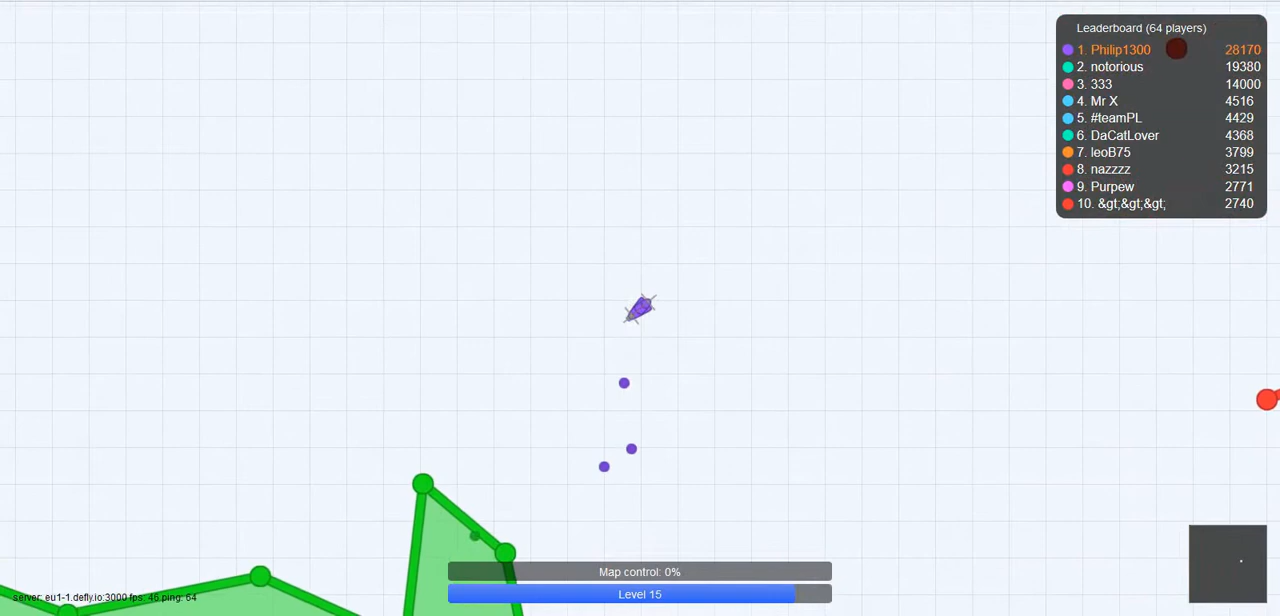 Leaderboard (64 players)
1. Philip1300 28170
2. notorious 19380
3. 333 14000
4. Mr X 4516
5. #teamPL 4429
6. DaCatLover 4368
7. leoB75 3799
8. nazzzz 3215
9. Purpew 2771
10. &gt;&gt;&gt; 2740
Map control: 0%
Level 15
server: eu1-1.defly.io:3000 fps: 46 ping: 64